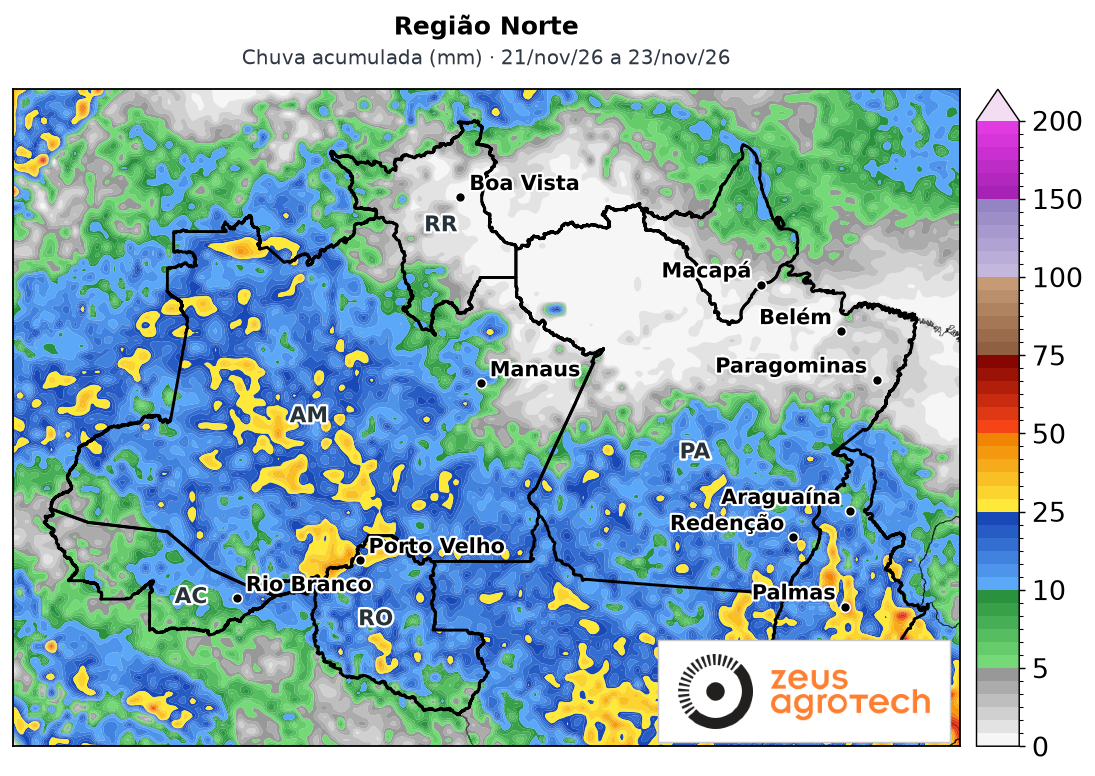 Região Norte
Chuva acumulada (mm) · 21/nov/26 a 23/nov/26
200
150
100
75
50
25
10
5
0
Boa Vista
RR
Macapá
Belém
Paragominas
Manaus
AM
PA
Araguaína
Redenção
Porto Velho
Rio Branco
AC
RO
Palmas
zeus
agrotech